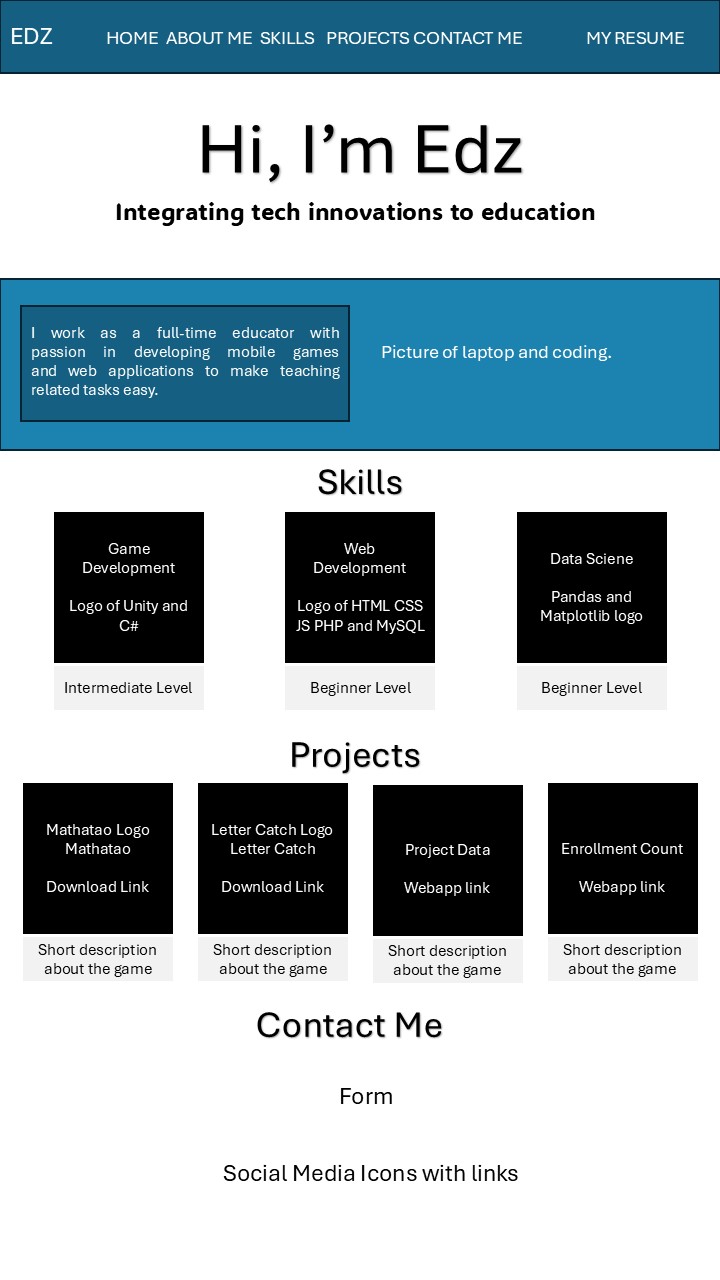 EDZ HOME ABOUT ME SKILLS PROJECTS CONTACT ME MY RESUME
Hi, I’m Edz
Integrating tech innovations to education
I work as a full-time educator with
passion in developing mobile games
and web applications to make teaching
related tasks easy.
Picture of laptop and coding.
Skills
Game
Development
Logo of Unity and
C#
Intermediate Level
Web
Development
Logo of HTML CSS
JS PHP and MySQL
Beginner Level
Data Sciene
Pandas and
Matplotlib logo
Beginner Level
Projects
Mathatao Logo
Mathatao
Download Link
Short description
about the game
Letter Catch Logo
Letter Catch
Download Link
Short description
about the game
Project Data
Webapp link
Short description
about the game
Enrollment Count
Webapp link
Short description
about the game
Contact Me
Form
Social Media Icons with links